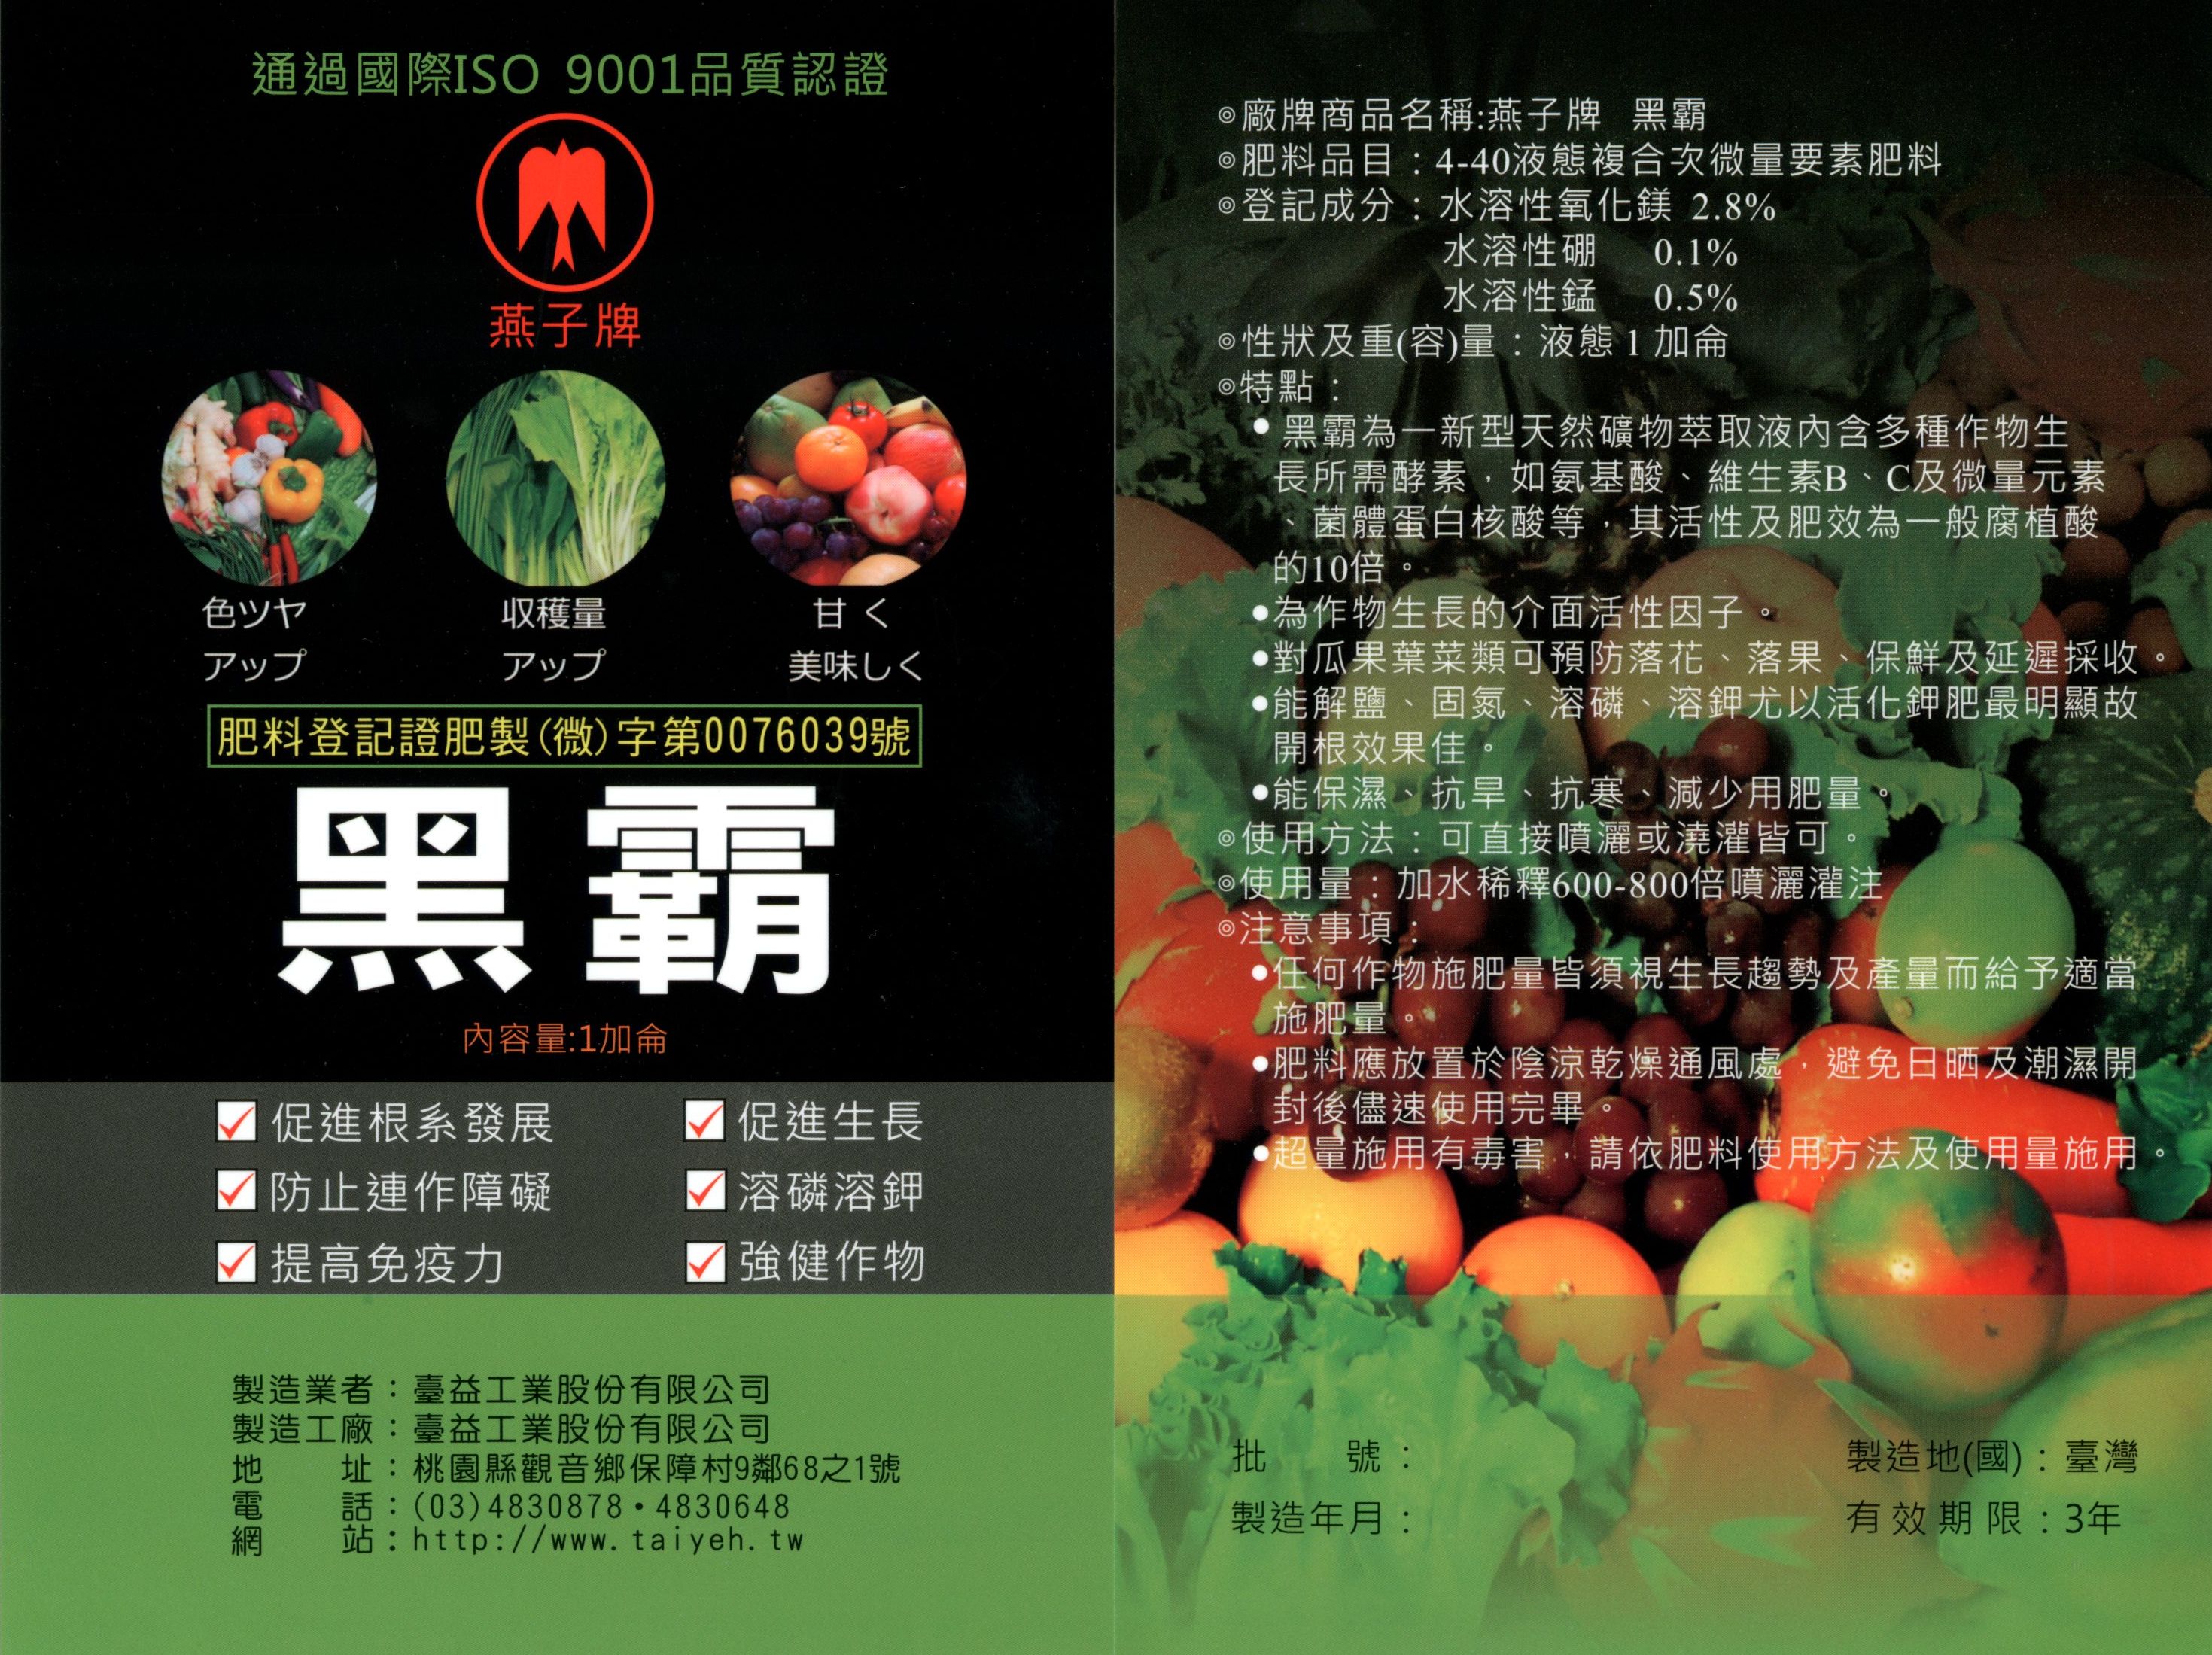 通過國際ISO 9001品質認證
燕子牌
色ツヤ
アップ
収穫量
アップ
甘く
美味しく
肥料登記證肥製(微)字第0076039號
黑霸
內容量:1加侖
促進根系發展
促進生長
防止連作障礙
溶磷溶鉀
提高免疫力
強健作物
製造業者：臺益工業股份有限公司
製造工廠：臺益工業股份有限公司
地　　址：桃園縣觀音鄉保障村9鄰68之1號
電　　話：(03)4830878•4830648
網　　站：http://www.taiyeh.tw
◎廠牌商品名稱:燕子牌 黑霸
◎肥料品目：4-40液態複合次微量要素肥料
◎登記成分：水溶性氧化鎂 2.8%
水溶性硼 0.1%
水溶性錳 0.5%
◎性狀及重(容)量：液態 1 加侖
◎特點：
●黑霸為一新型天然礦物萃取液內含多種作物生
長所需酵素，如氨基酸、維生素B、C及微量元素
、菌體蛋白核酸等，其活性及肥效為一般腐植酸
的10倍。
●為作物生長的介面活性因子。
●對瓜果葉菜類可預防落花、落果、保鮮及延遲採收。
●能解鹽、固氮、溶磷、溶鉀尤以活化鉀肥最明顯故
開根效果佳。
●能保濕、抗旱、抗寒、減少用肥量。
◎使用方法：可直接噴灑或澆灌皆可。
◎使用量：加水稀釋600-800倍噴灑灌注
◎注意事項：
●任何作物施肥量皆須視生長趨勢及產量而給予適當
施肥量。
●肥料應放置於陰涼乾燥通風處，避免日晒及潮濕開
封後儘速使用完畢。
●超量施用有毒害，請依肥料使用方法及使用量施用。
批　　號：
製造地(國)：臺灣
製造年月：
有效期限：3年